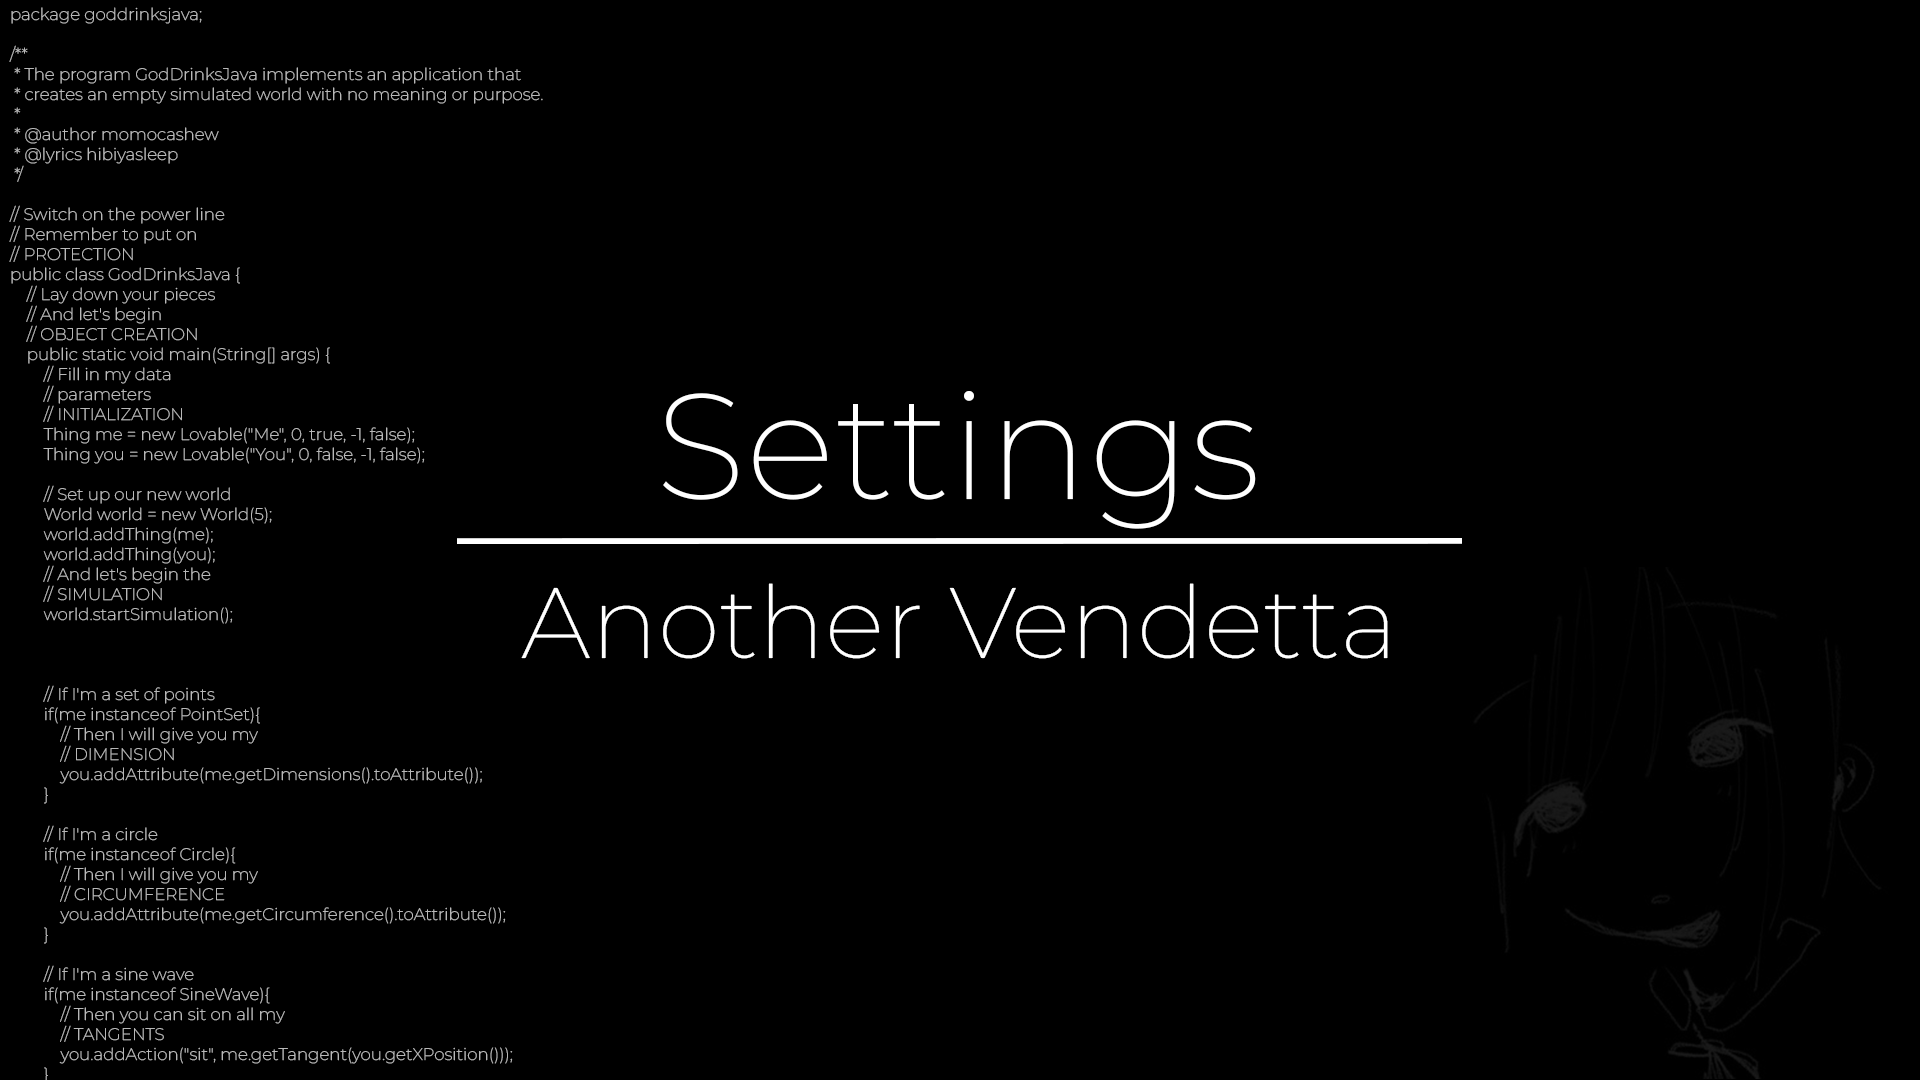 package goddrinksjava;
/**
* The program GodDrinksJava implements an application that
* creates an empty simulated world with no meaning or purpose.
*
* @author momocashew
* @lyrics hibiyasleep
*/
// Switch on the power line
// Remember to put on
// PROTECTION
public class GodDrinksJava {
// Lay down your pieces
// And let's begin
// OBJECT CREATION
public static void main(String[] args) {
// Fill in my data
// parameters
// INITIALIZATION
Thing me = new Lovable("Me", 0, true, -1, false);
Thing you = new Lovable("You", 0, false, -1, false);
// Set up our new world
World world = new World(5);
world.addThing(me);
world.addThing(you);
// And let's begin the
// SIMULATION
world.startSimulation();
// If I'm a set of points
if(me instanceof PointSet){
// Then I will give you my
// DIMENSION
you.addAttribute(me.getDimensions().toAttribute());
}
// If I'm a circle
if(me instanceof Circle){
// Then I will give you my
// CIRCUMFERENCE
you.addAttribute(me.getCircumference().toAttribute());
}
// If I'm a sine wave
if(me instanceof SineWave){
// Then you can sit on all my
// TANGENTS
you.addAction("sit", me.getTangent(you.getXPosition()));
}
Settings
Another Vendetta